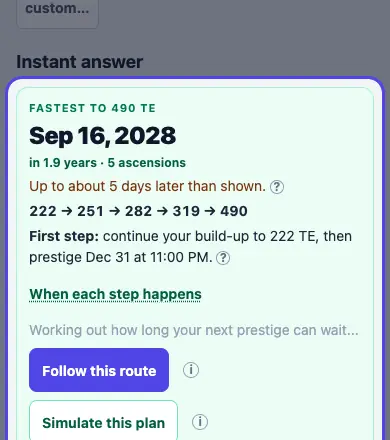 custom...
Instant answer
FASTEST TO 490 TE
Sep 16, 2028
in 1.9 years · 5 ascensions
Up to about 5 days later than shown. ?
222 → 251 → 282 → 319 → 490
First step: continue your build-up to 222 TE, then
prestige Dec 31 at 11:00 PM. ?
When each step happens
Working out how long your next prestige can wait...
Follow this route i
Simulate this plan i